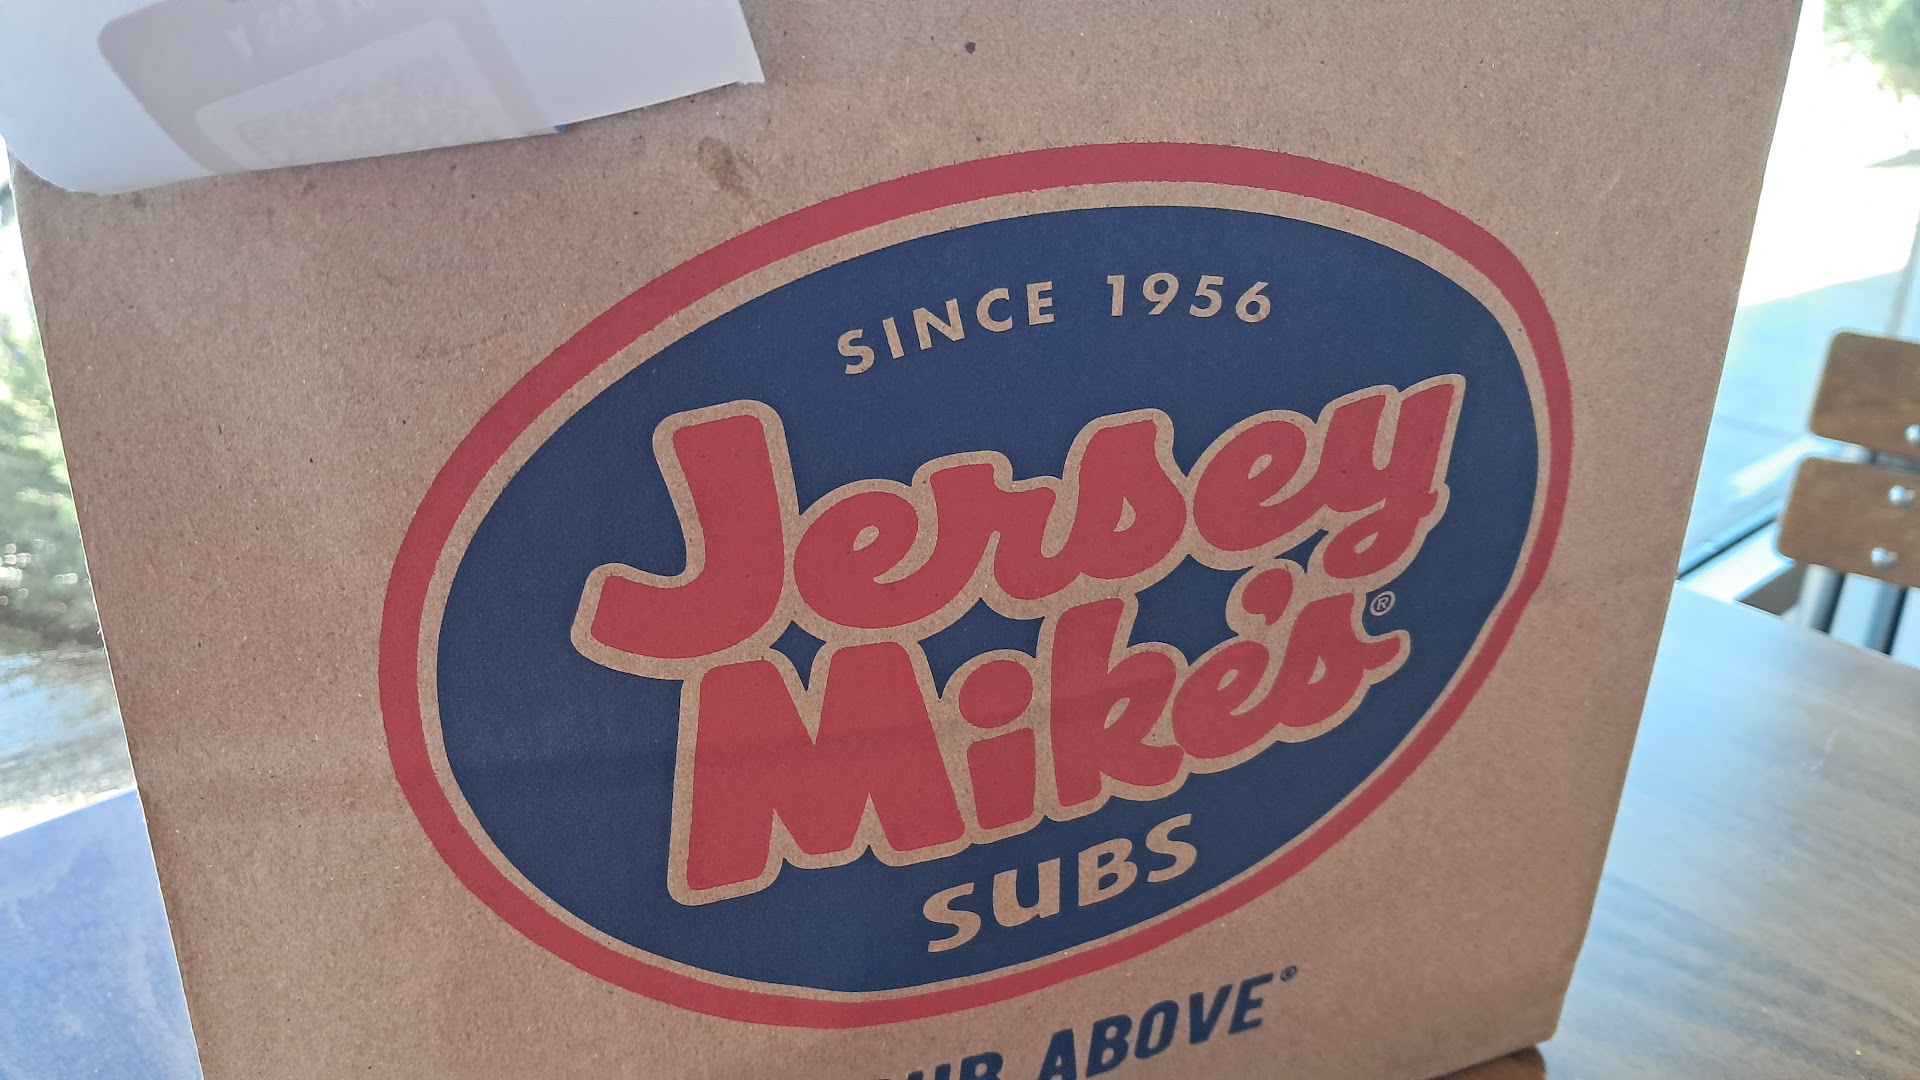 SINCE 1956
Jersey
Mike's®
SUBS
ABOVE®